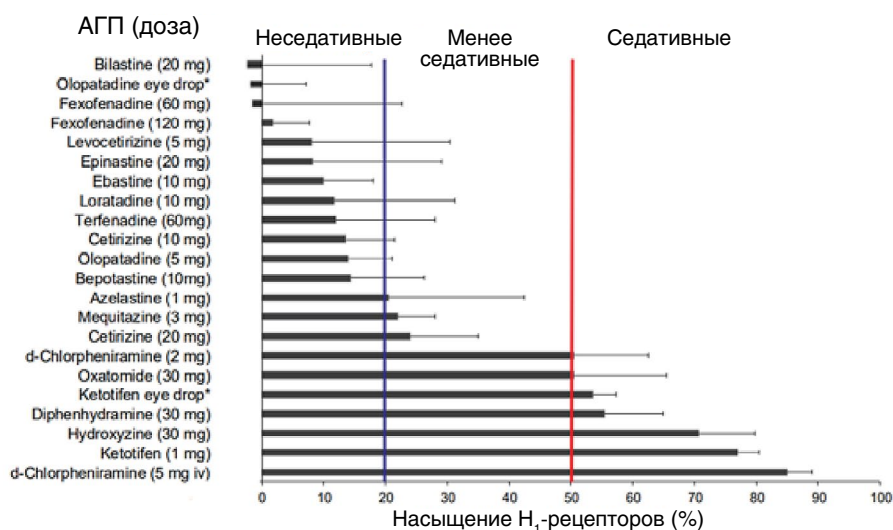 АГП (доза)
Неседативные
Менее
седативные
Седативные
Bilastine (20 mg)
Olopatadine eye drop*
Fexofenadine (60 mg)
Fexofenadine (120 mg)
Levocetirizine (5 mg)
Epinastine (20 mg)
Ebastine (10 mg)
Loratadine (10 mg)
Terfenadine (60mg)
Cetirizine (10 mg)
Olopatadine (5 mg)
Bepotastine (10mg)
Azelastine (1 mg)
Mequitazine (3 mg)
Cetirizine (20 mg)
d-Chlorpheniramine (2 mg)
Oxatomide (30 mg)
Ketotifen eye drop*
Diphenhydramine (30 mg)
Hydroxyzine (30 mg)
Ketotifen (1 mg)
d-Chlorpheniramine (5 mg iv)
0 10 20 30 40 50 60 70 80 90 100
Насыщение H₁-рецепторов (%)